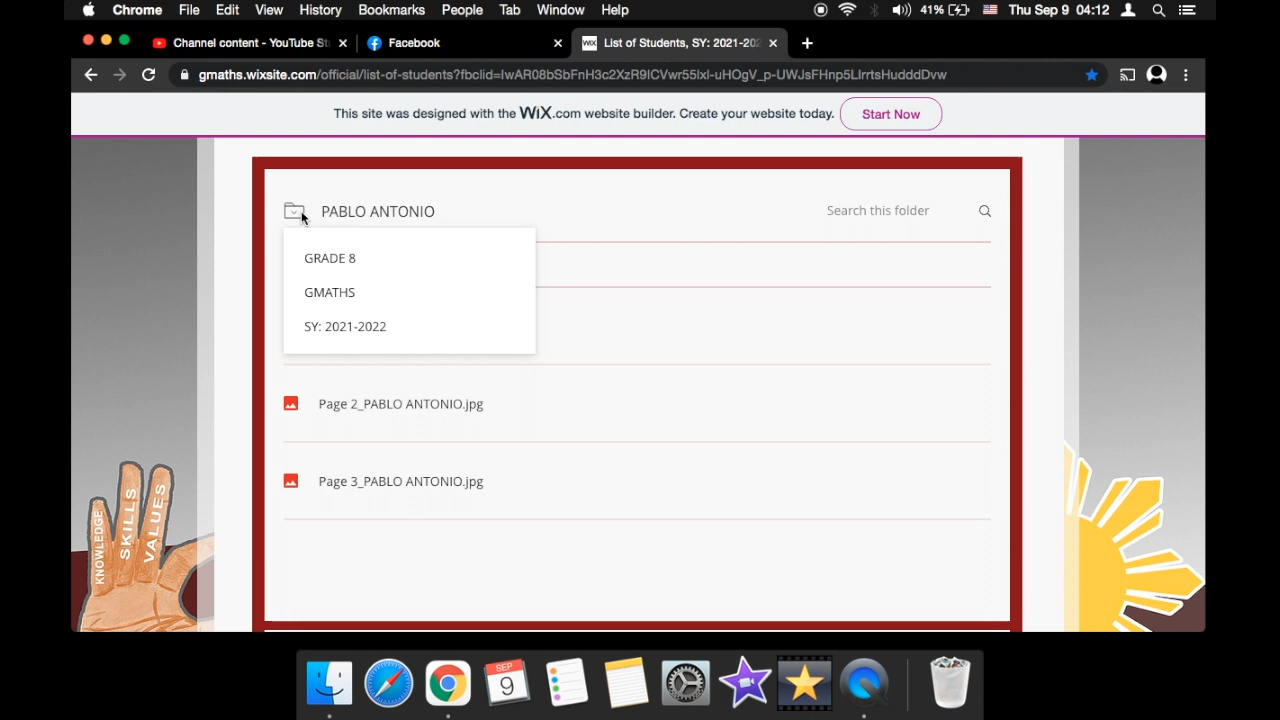 Chrome File Edit View History Bookmarks People Tab Window Help 41% Thu Sep 9 04:12
Channel content - YouTube St Facebook WiX List of Students, SY: 2021-202
gmaths.wixsite.com/official/list-of-students?fbclid=IwAR08bSbFnH3c2XzR9lCVwr55lxl-uHOgV_p-UWJsFHnp5LIrrtsHudddDvw
This site was designed with the WiX.com website builder. Create your website today. Start Now
PABLO ANTONIO Search this folder
GRADE 8
GMATHS
SY: 2021-2022
Page 2_PABLO ANTONIO.jpg
Page 3_PABLO ANTONIO.jpg
KNOWLEDGE
SKILLS
VALUES
SEP
9